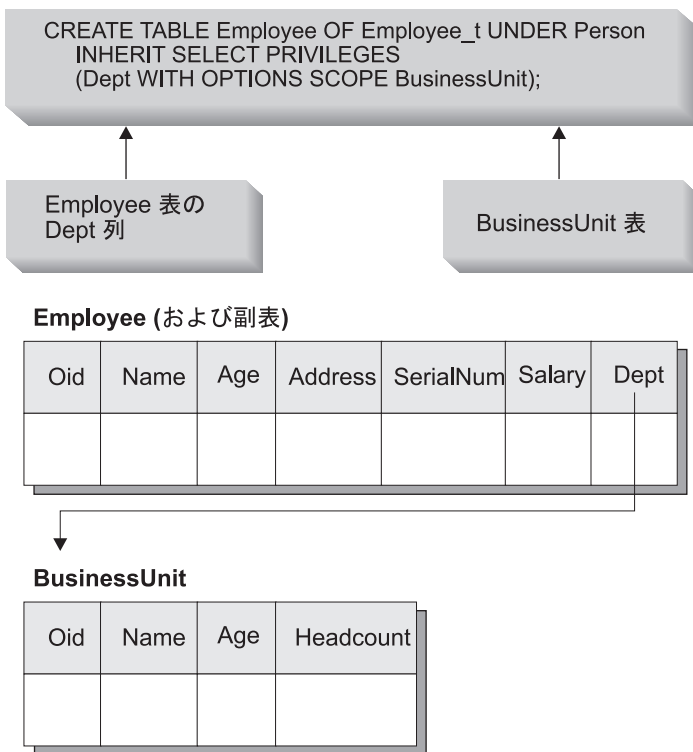 CREATE TABLE Employee OF Employee_t UNDER Person
INHERIT SELECT PRIVILEGES
(Dept WITH OPTIONS SCOPE BusinessUnit);
Employee 表の
Dept 列
BusinessUnit 表
Employee (および副表)
Oid Name Age Address SerialNum Salary Dept
BusinessUnit
Oid Name Age Headcount